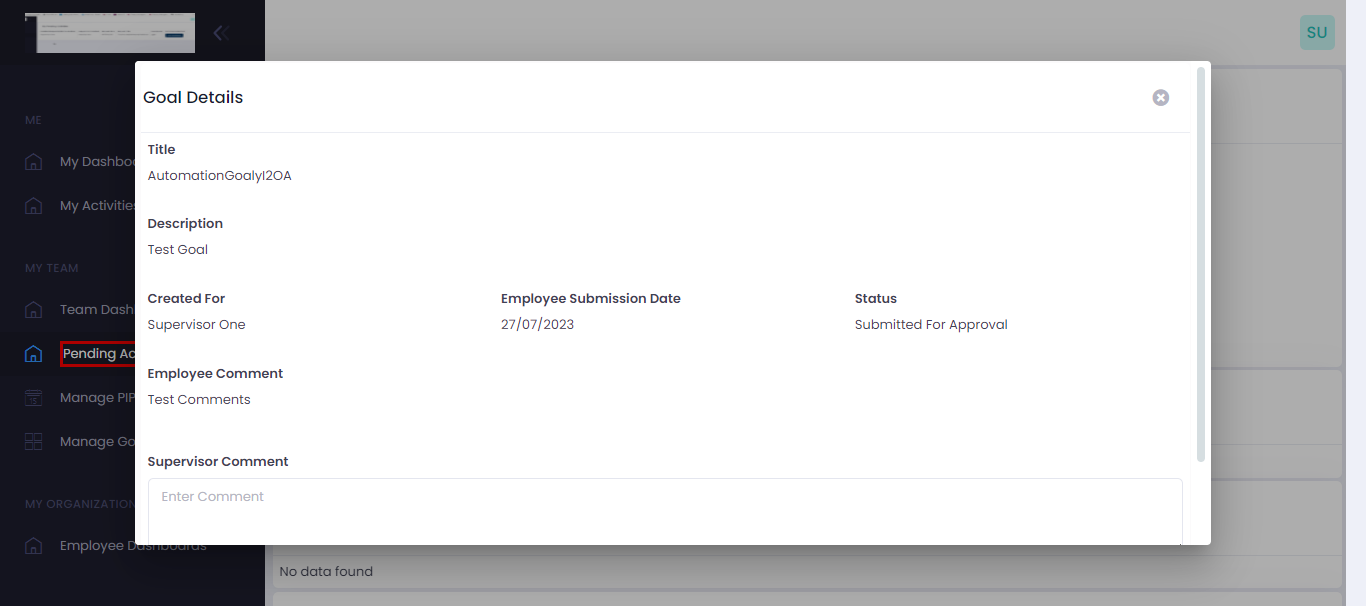 SU
ME
My Dashboa
My Activities
MY TEAM
Team Dash
Pending Ac
Manage PIP
Manage Go
MY ORGANIZATION
Employee Dashboards
Goal Details
Title
AutomationGoalyI2OA
Description
Test Goal
Created For
Employee Submission Date
Status
Supervisor One
27/07/2023
Submitted For Approval
Employee Comment
Test Comments
Supervisor Comment
Enter Comment
No data found